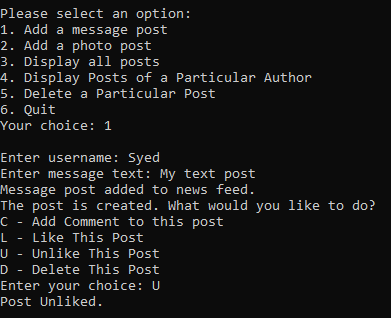 Please select an option:
1. Add a message post
2. Add a photo post
3. Display all posts
4. Display Posts of a Particular Author
5. Delete a Particular Post
6. Quit
Your choice: 1
Enter username: Syed
Enter message text: My text post
Message post added to news feed.
The post is created. What would you like to do?
C - Add Comment to this post
L - Like This Post
U - Unlike This Post
D - Delete This Post
Enter your choice: U
Post Unliked.